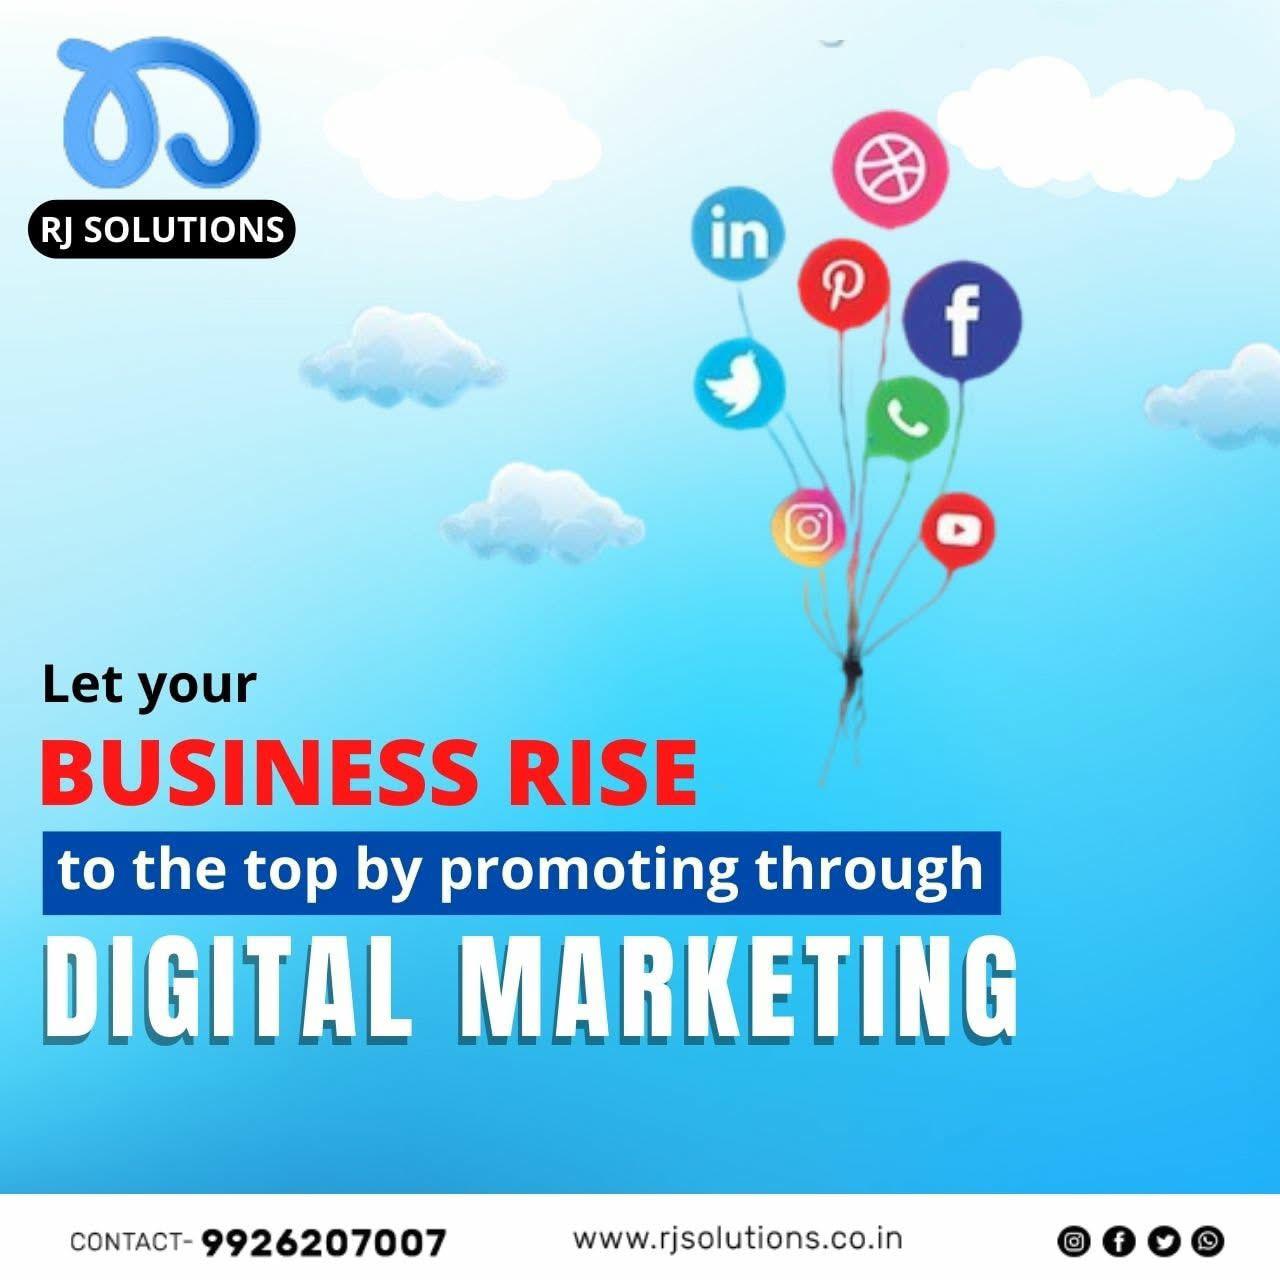 RJ SOLUTIONS
in
Let your
BUSINESS RISE
to the top by promoting through
DIGITAL MARKETING
CONTACT- 9926207007
www.rjsolutions.co.in